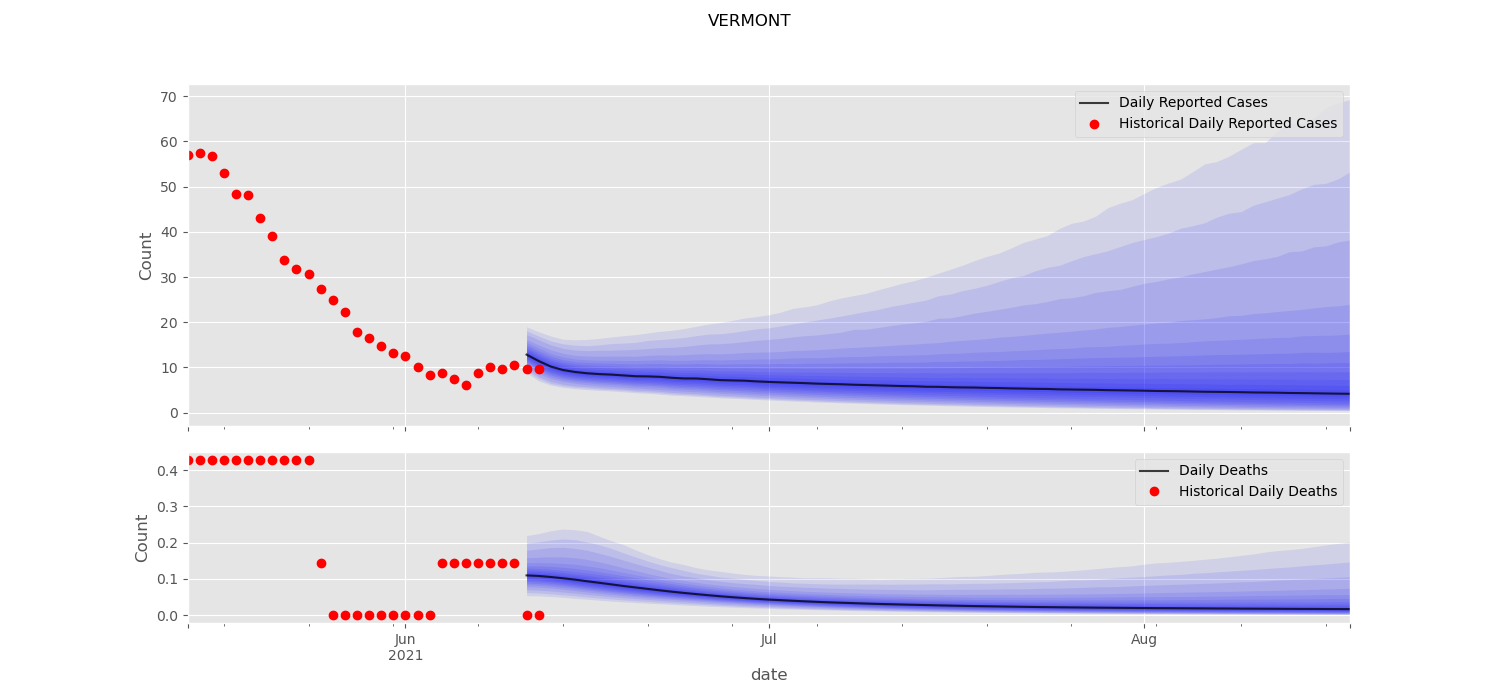 VERMONT
70
60
50
40
30
20
10
0
Count
Daily Reported Cases
Historical Daily Reported Cases
0.4
0.3
0.2
0.1
0.0
Count
Daily Deaths
Historical Daily Deaths
Jun
2021
Jul
Aug
date